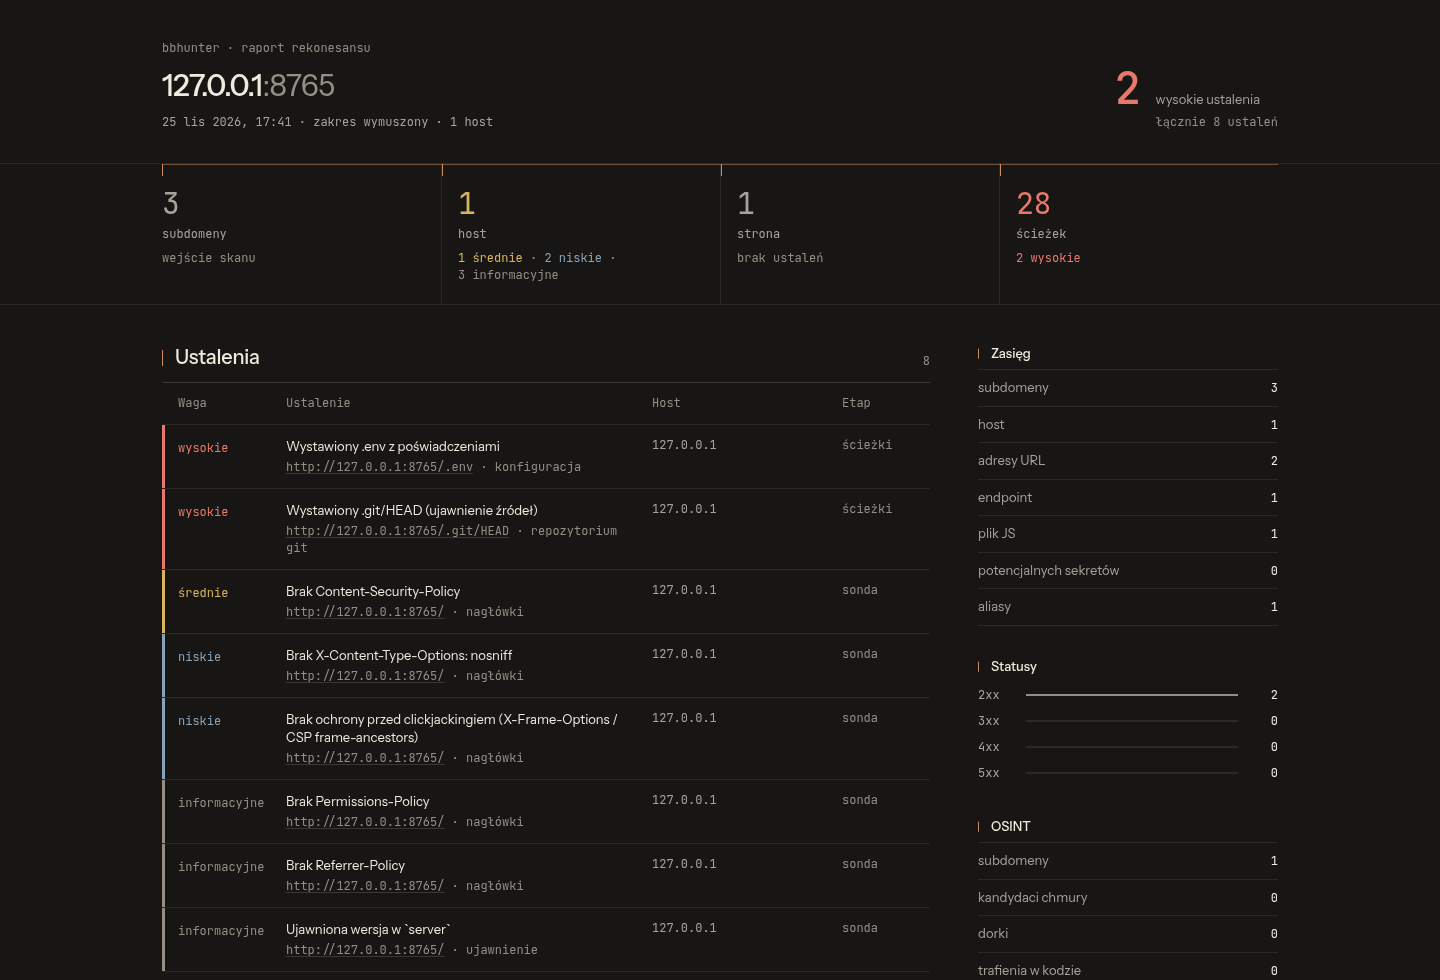 bbhunter · raport rekonesansu
127.0.0.1:8765
25 lis 2026, 17:41 · zakres wymuszony · 1 host
2 wysokie ustalenia
łącznie 8 ustaleń
3
subdomeny
wejście skanu
1
host
1 średnie · 2 niskie ·
3 informacyjne
1
strona
brak ustaleń
28
ścieżek
2 wysokie
Ustalenia 8
Waga Ustalenie Host Etap
wysokie Wystawiony .env z poświadczeniami 127.0.0.1 ścieżki
http://127.0.0.1:8765/.env · konfiguracja
wysokie Wystawiony .git/HEAD (ujawnienie źródeł) 127.0.0.1 ścieżki
http://127.0.0.1:8765/.git/HEAD · repozytorium
git
średnie Brak Content-Security-Policy 127.0.0.1 sonda
http://127.0.0.1:8765/ · nagłówki
niskie Brak X-Content-Type-Options: nosniff 127.0.0.1 sonda
http://127.0.0.1:8765/ · nagłówki
niskie Brak ochrony przed clickjackingiem (X-Frame-Options / 127.0.0.1 sonda
CSP frame-ancestors)
http://127.0.0.1:8765/ · nagłówki
informacyjne Brak Permissions-Policy 127.0.0.1 sonda
http://127.0.0.1:8765/ · nagłówki
informacyjne Brak Referrer-Policy 127.0.0.1 sonda
http://127.0.0.1:8765/ · nagłówki
informacyjne Ujawniona wersja w `server` 127.0.0.1 sonda
http://127.0.0.1:8765/ · ujawnienie
Zasięg
subdomeny 3
host 1
adresy URL 2
endpoint 1
plik JS 1
potencjalnych sekretów 0
aliasy 1
Statusy
2xx 2
3xx 0
4xx 0
5xx 0
OSINT
subdomeny 1
kandydaci chmury 0
dorki 0
trafienia w kodzie 0